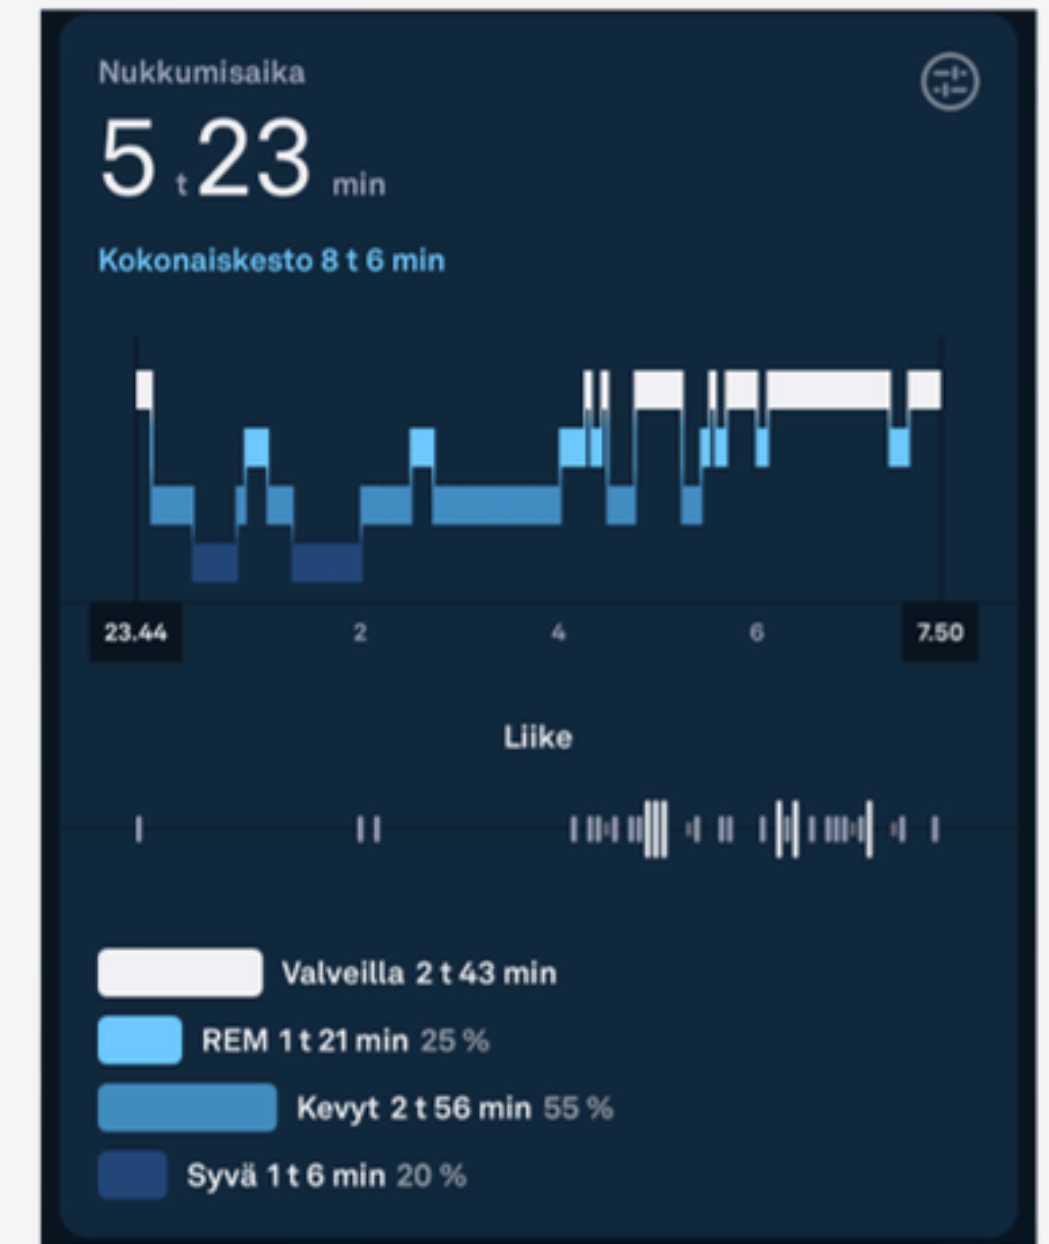 Nukkumisaika
5 t 23 min
Kokonaiskesto 8 t 6 min
23.44 2 4 6 7.50
Liike
Valveilla 2 t 43 min
REM 1 t 21 min 25 %
Kevyt 2 t 56 min 55 %
Syvä 1 t 6 min 20 %